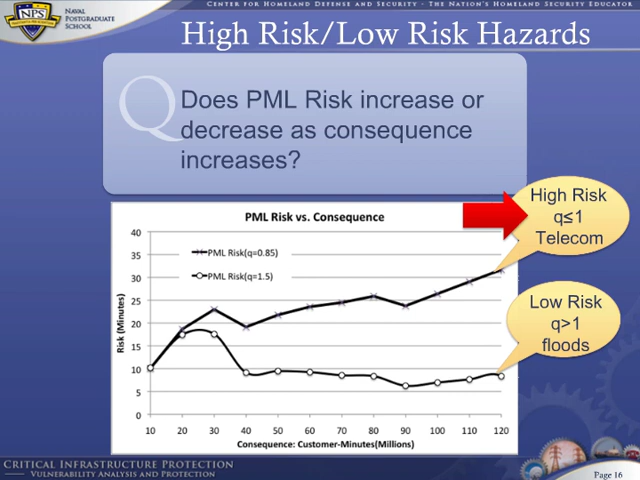 CENTER FOR HOMELAND DEFENSE AND SECURITY · THE NATION'S HOMELAND SECURITY EDUCATOR
NPS
NAVAL
POSTGRADUATE
SCHOOL
High Risk/Low Risk Hazards
Q
Does PML Risk increase or
decrease as consequence
increases?
High Risk
q≤1
Telecom
Low Risk
q>1
floods
PML Risk vs. Consequence
PML Risk(q=0.85)
PML Risk(q=1.5)
Risk (Minutes)
40
35
30
25
20
15
10
5
0
10 20 30 40 50 60 70 80 90 100 110 120
Consequence: Customer-Minutes(Millions)
CRITICAL INFRASTRUCTURE PROTECTION
VULNERABILITY ANALYSIS AND PROTECTION
Page 16